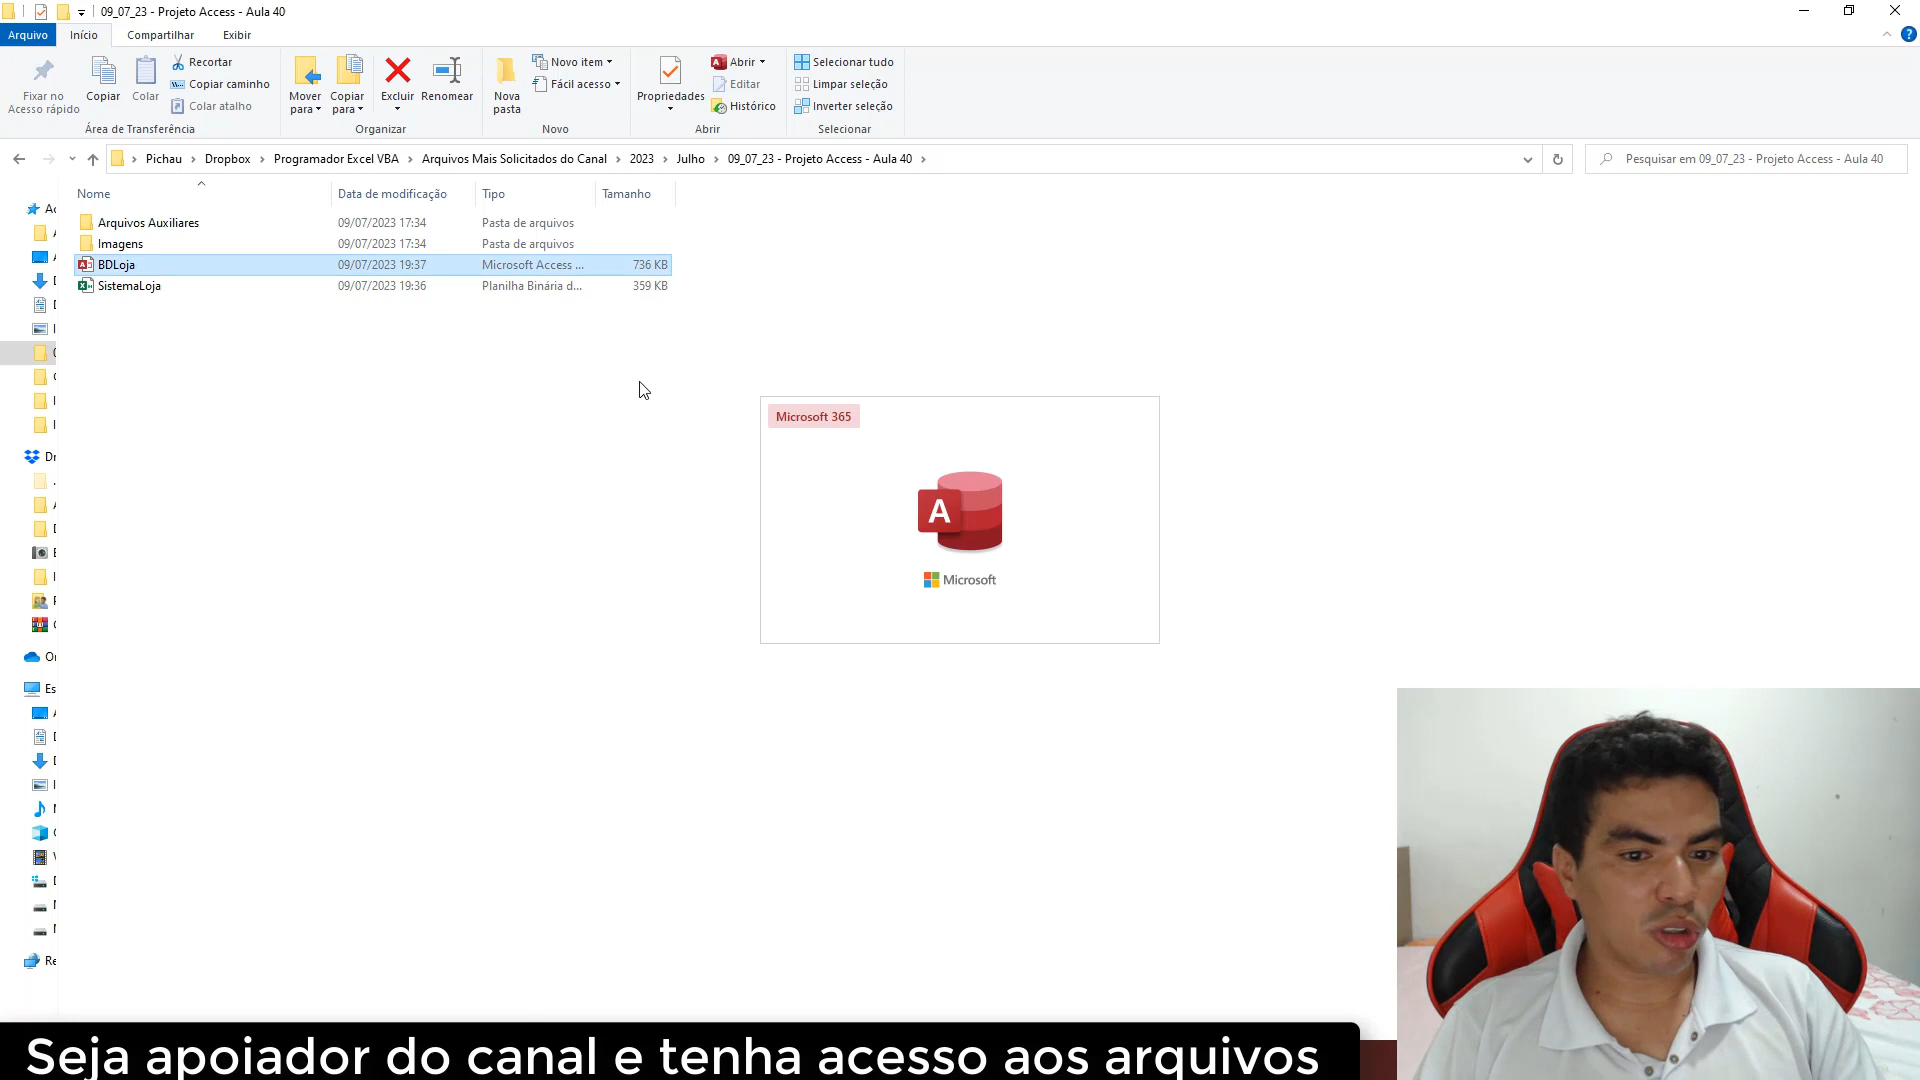 09_07_23 - Projeto Access - Aula 40
Arquivo
Início
Compartilhar
Exibir
Fixar no
Acesso rápido
Copiar
Colar
Recortar
Copiar caminho
Colar atalho
Área de Transferência
Mover
para
Copiar
para
Excluir
Renomear
Organizar
Nova
pasta
Novo item
Fácil acesso
Novo
Propriedades
Abrir
Editar
Histórico
Abrir
Selecionar tudo
Limpar seleção
Inverter seleção
Selecionar
Pichau > Dropbox > Programador Excel VBA > Arquivos Mais Solicitados do Canal > 2023 > Julho > 09_07_23 - Projeto Access - Aula 40 >
Pesquisar em 09_07_23 - Projeto Access - Aula 40
Nome Data de modificação Tipo Tamanho
Arquivos Auxiliares 09/07/2023 17:34 Pasta de arquivos
Imagens 09/07/2023 17:34 Pasta de arquivos
BDLoja 09/07/2023 19:37 Microsoft Access ... 736 KB
SistemaLoja 09/07/2023 19:36 Planilha Binária d... 359 KB
Microsoft 365
A
Microsoft
Seja apoiador do canal e tenha acesso aos arquivos